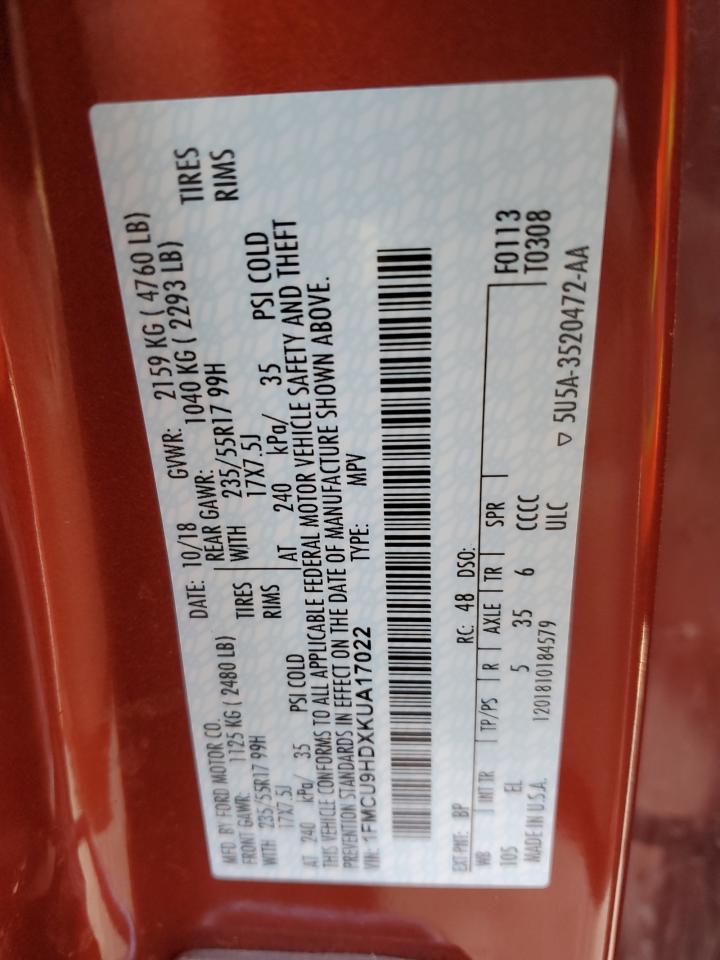 MFD. BY FORD MOTOR CO.
DATE: 10/18 GVWR: 2159 KG ( 4760 LB)
FRONT GAWR: 1125 KG ( 2480 LB) REAR GAWR: 1040 KG ( 2293 LB)
WITH 235/55R17 99H TIRES WITH 235/55R17 99H TIRES
17X7.5J RIMS 17X7.5J RIMS
AT 240 kPa/ 35 PSI COLD AT 240 kPa/ 35 PSI COLD
THIS VEHICLE CONFORMS TO ALL APPLICABLE FEDERAL MOTOR VEHICLE SAFETY AND THEFT
PREVENTION STANDARDS IN EFFECT ON THE DATE OF MANUFACTURE SHOWN ABOVE.
VIN: 1FMCU9HDXKUA17022 TYPE: MPV
EXT PNT: BP RC: 48 DSO:
WB INT TR TP/PS R AXLE TR SPR F0113
105 EL 5 35 6 CCCC T0308
MADE IN U.S.A. 1201810184579 ULC
▽ 5U5A-3520472-AA